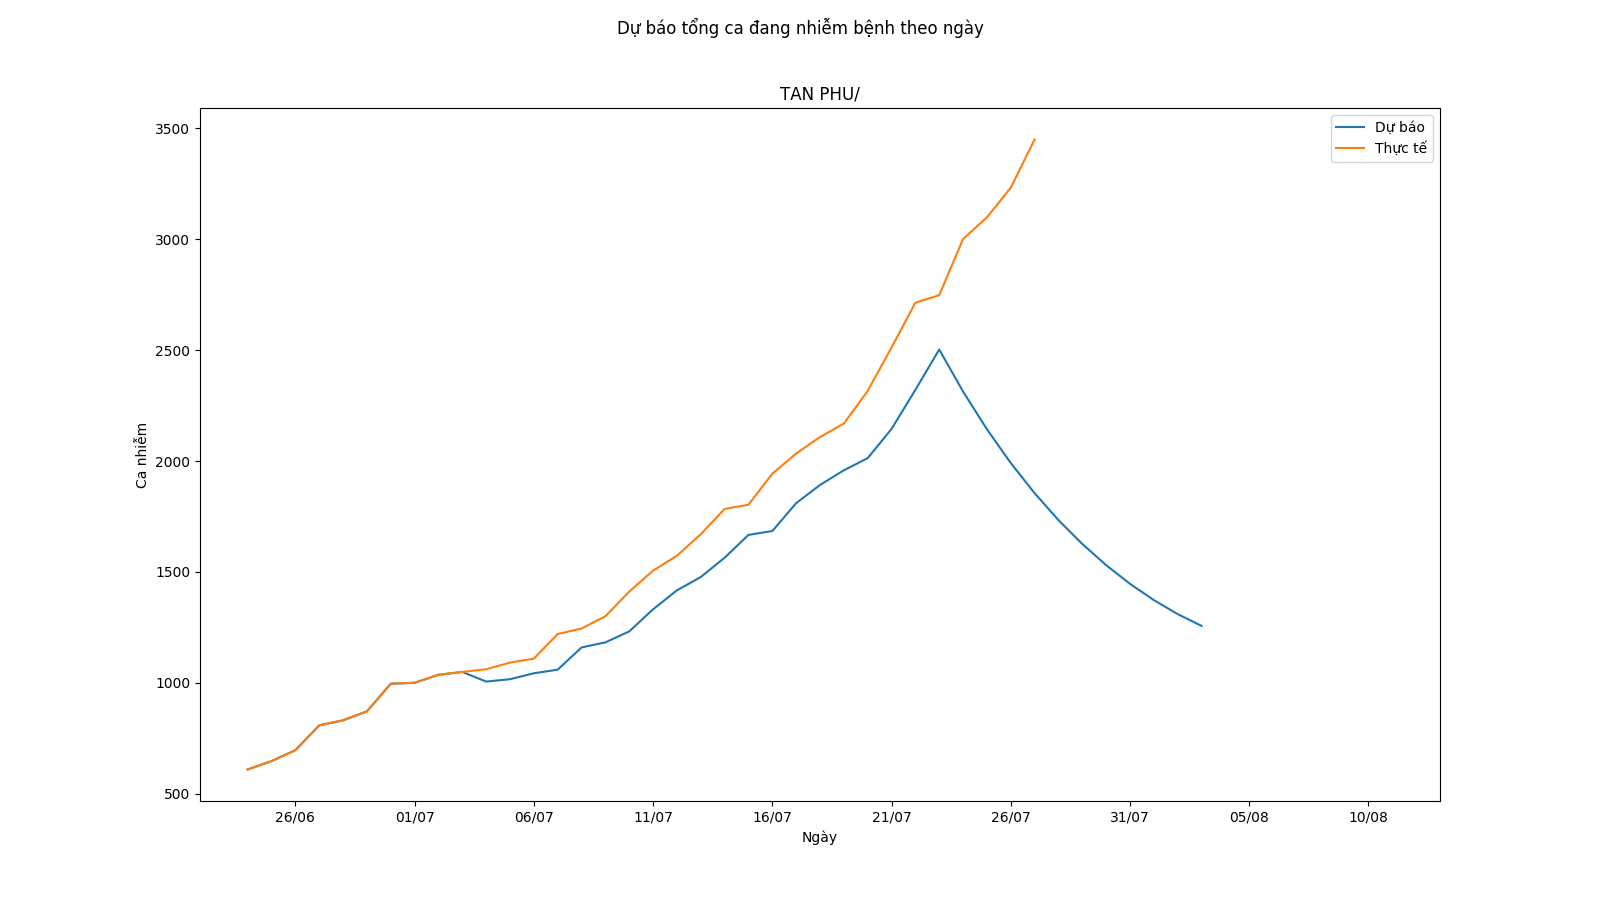 Dự báo tổng ca đang nhiễm bệnh theo ngày
TAN PHU/
Dự báo
Thực tế
Ca nhiễm
3500
3000
2500
2000
1500
1000
500
26/06
01/07
06/07
11/07
16/07
21/07
26/07
31/07
05/08
10/08
Ngày